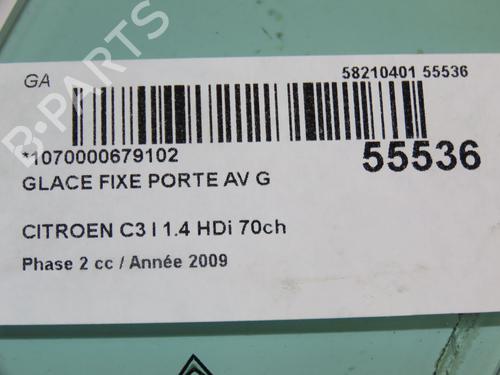 GA
58210401 55536
*1070000679102
55536
GLACE FIXE PORTE AV G
CITROEN C3 I 1.4 HDi 70ch
Phase 2 cc / Année 2009
B-PARTS